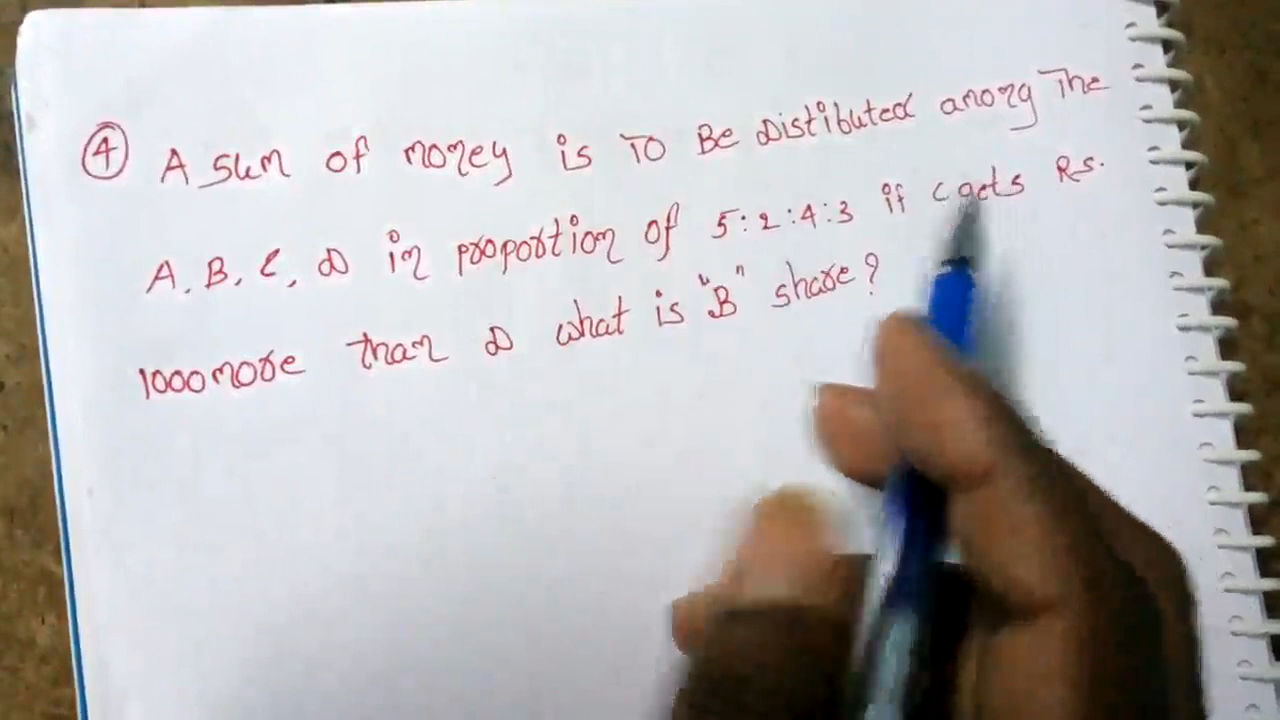 ④ A sum of money is To Be Distibuted among The
A, B, C, D in proportion of 5:2:4:3 if C gets Rs.
1000 more than D what is "B" share?